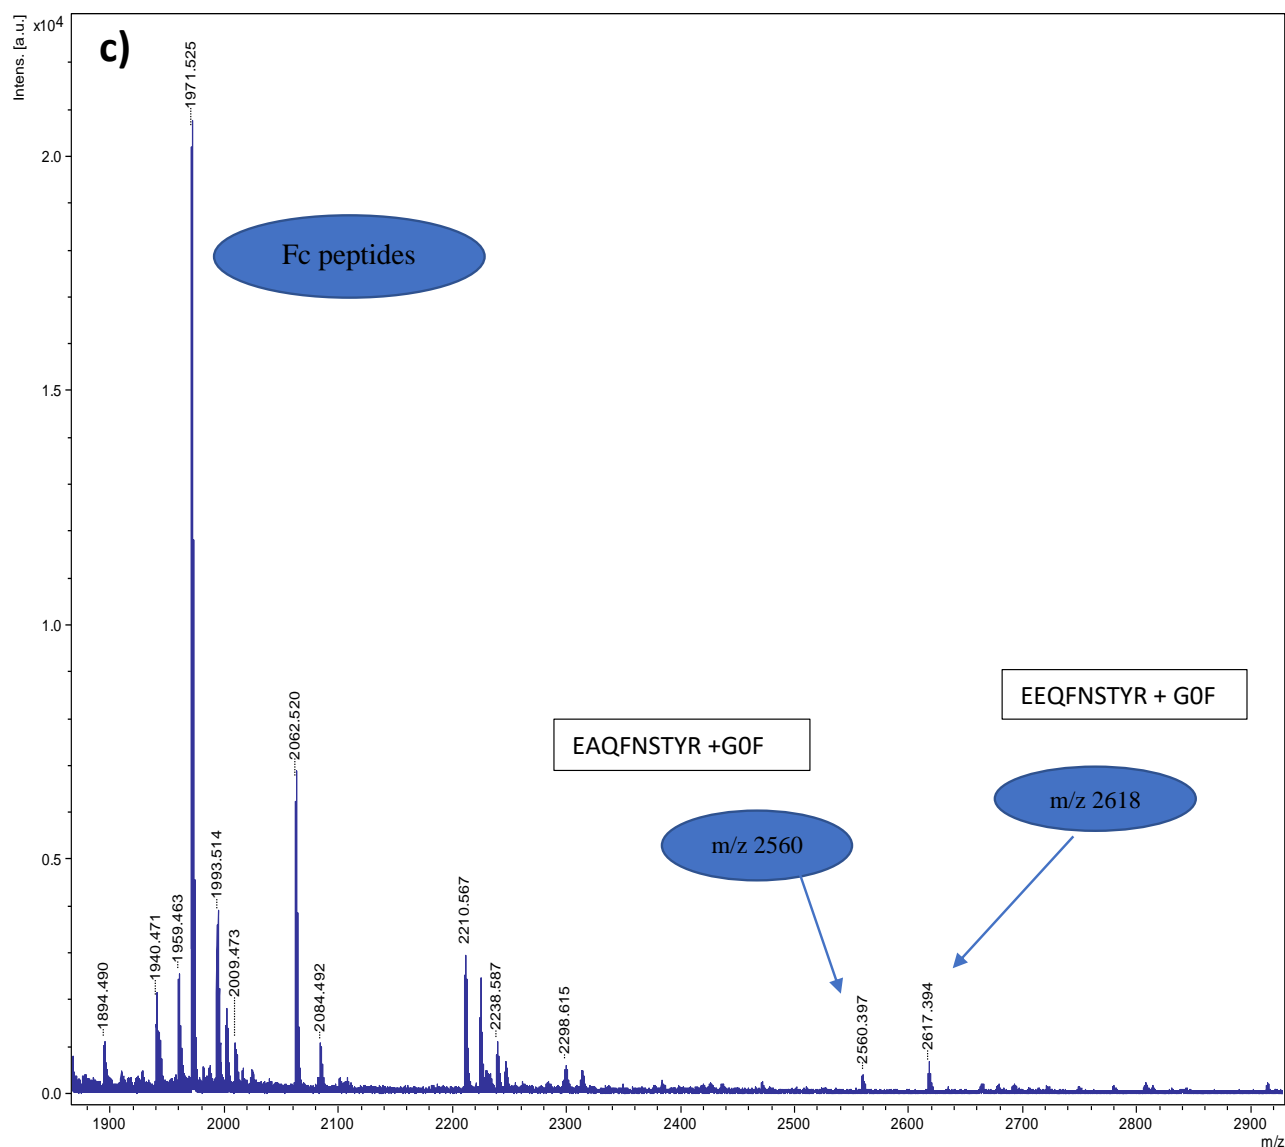 Intens. [a.u.]
x10⁴
c)
1971.525
2.0
Fc peptides
1.5
1.0
2062.520
EAQFNSTYR +G0F
EEQFNSTYR + G0F
m/z 2560
m/z 2618
0.5
1894.490
1940.471
1959.463
1993.514
2009.473
2084.492
2210.567
2238.587
2298.615
2560.397
2617.394
0.0
1900 2000 2100 2200 2300 2400 2500 2600 2700 2800 2900
m/z